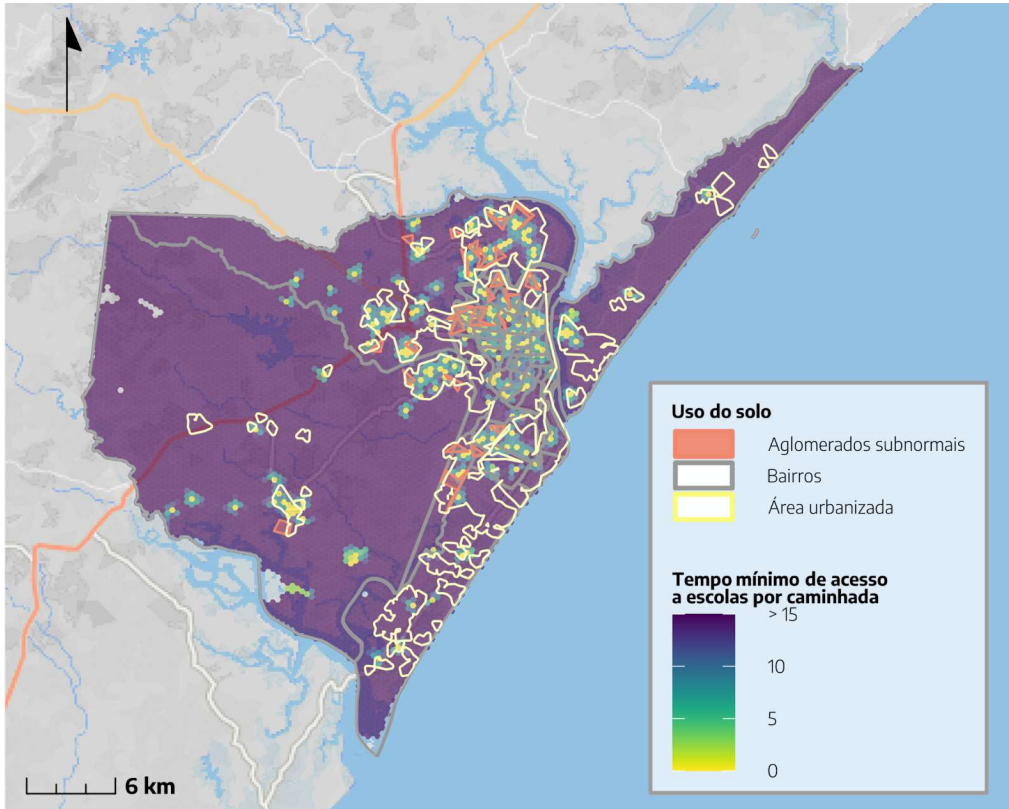 Uso do solo
Aglomerados subnormais
Bairros
Área urbanizada
Tempo mínimo de acesso
a escolas por caminhada
> 15
10
5
0
6 km